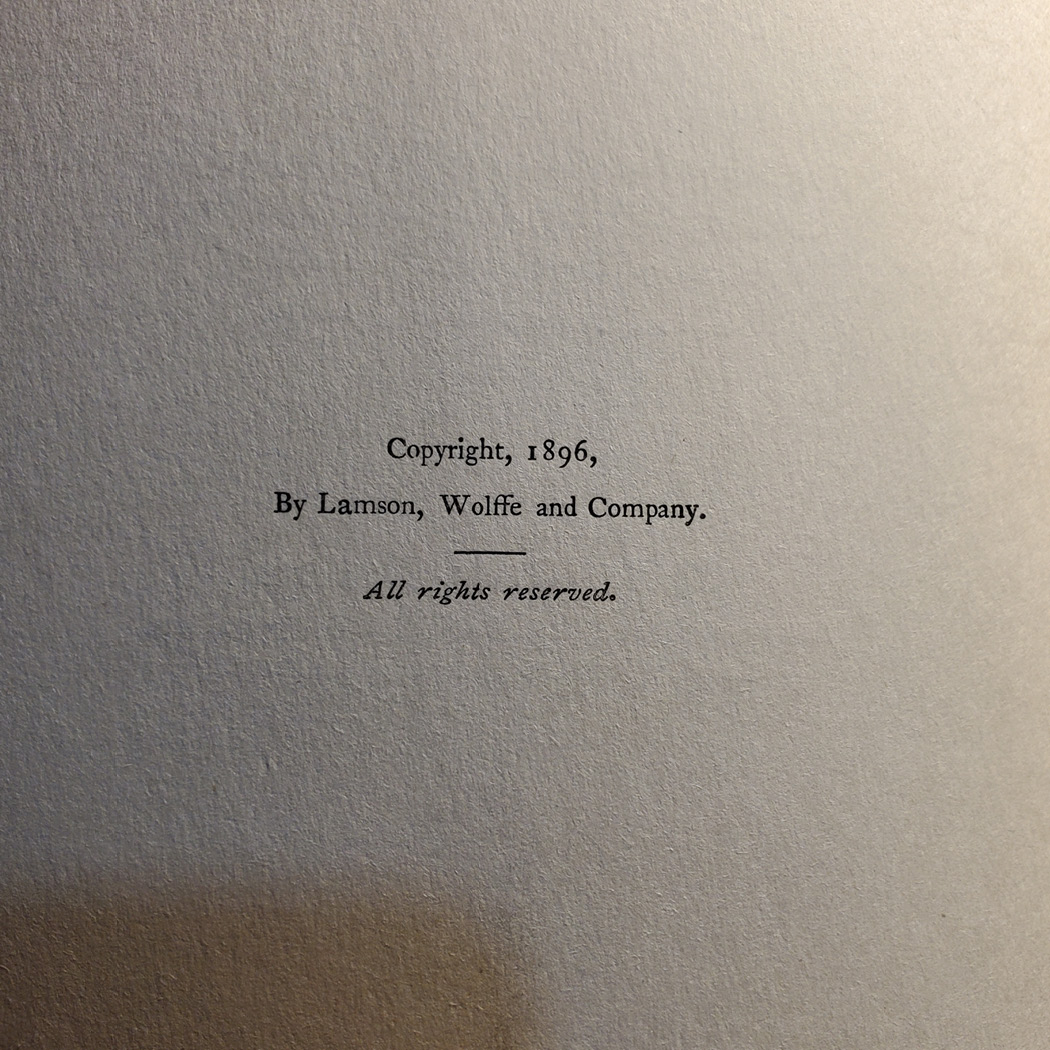 Copyright, 1896,
By Lamson, Wolffe and Company.
All rights reserved.